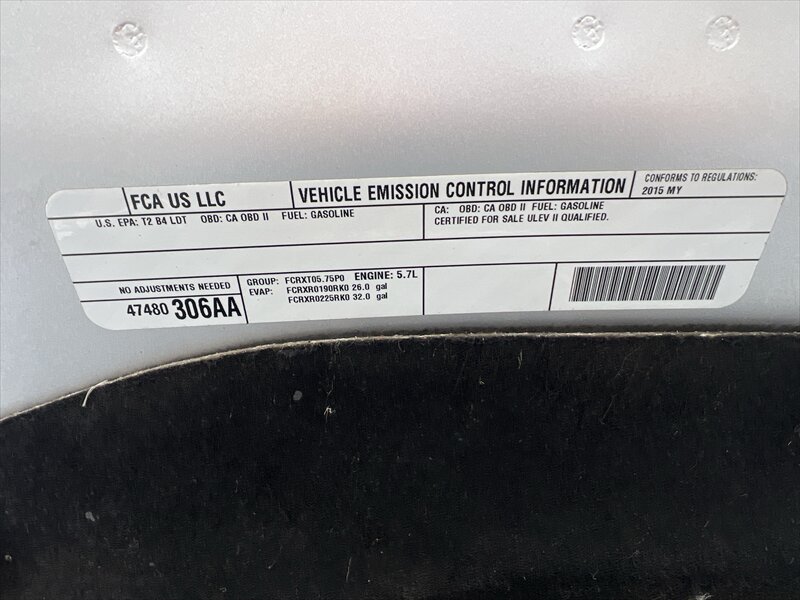 FCA US LLC
VEHICLE EMISSION CONTROL INFORMATION
CONFORMS TO REGULATIONS:
2015 MY
U.S. EPA: T2 B4 LDT OBD: CA OBD II FUEL: GASOLINE
CA: OBD: CA OBD II FUEL: GASOLINE
CERTIFIED FOR SALE ULEV II QUALIFIED.
NO ADJUSTMENTS NEEDED
47480 306AA
GROUP: FCRXT05.75P0 ENGINE: 5.7L
EVAP: FCRXR0190RK0 26.0 gal
FCRXR0225RK0 32.0 gal